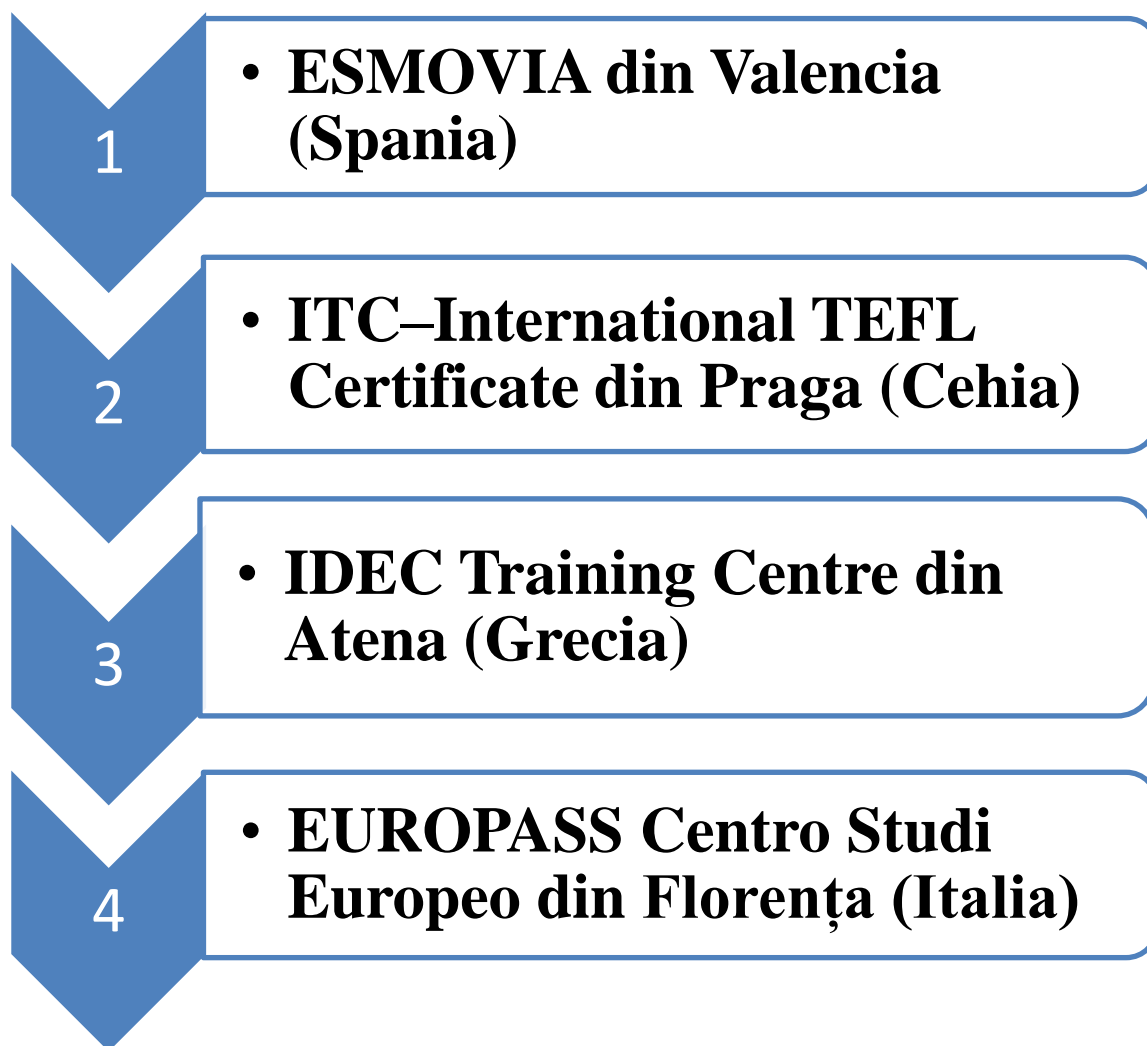 1
• ESMOVIA din Valencia
(Spania)
2
• ITC–International TEFL
Certificate din Praga (Cehia)
3
• IDEC Training Centre din
Atena (Grecia)
4
• EUROPASS Centro Studi
Europeo din Florența (Italia)